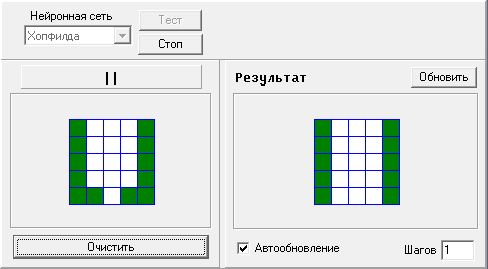 Нейронная сеть
Хопфилда
Тест
Стоп
||
Результат
Обновить
Очистить
Автообновление
Шагов 1